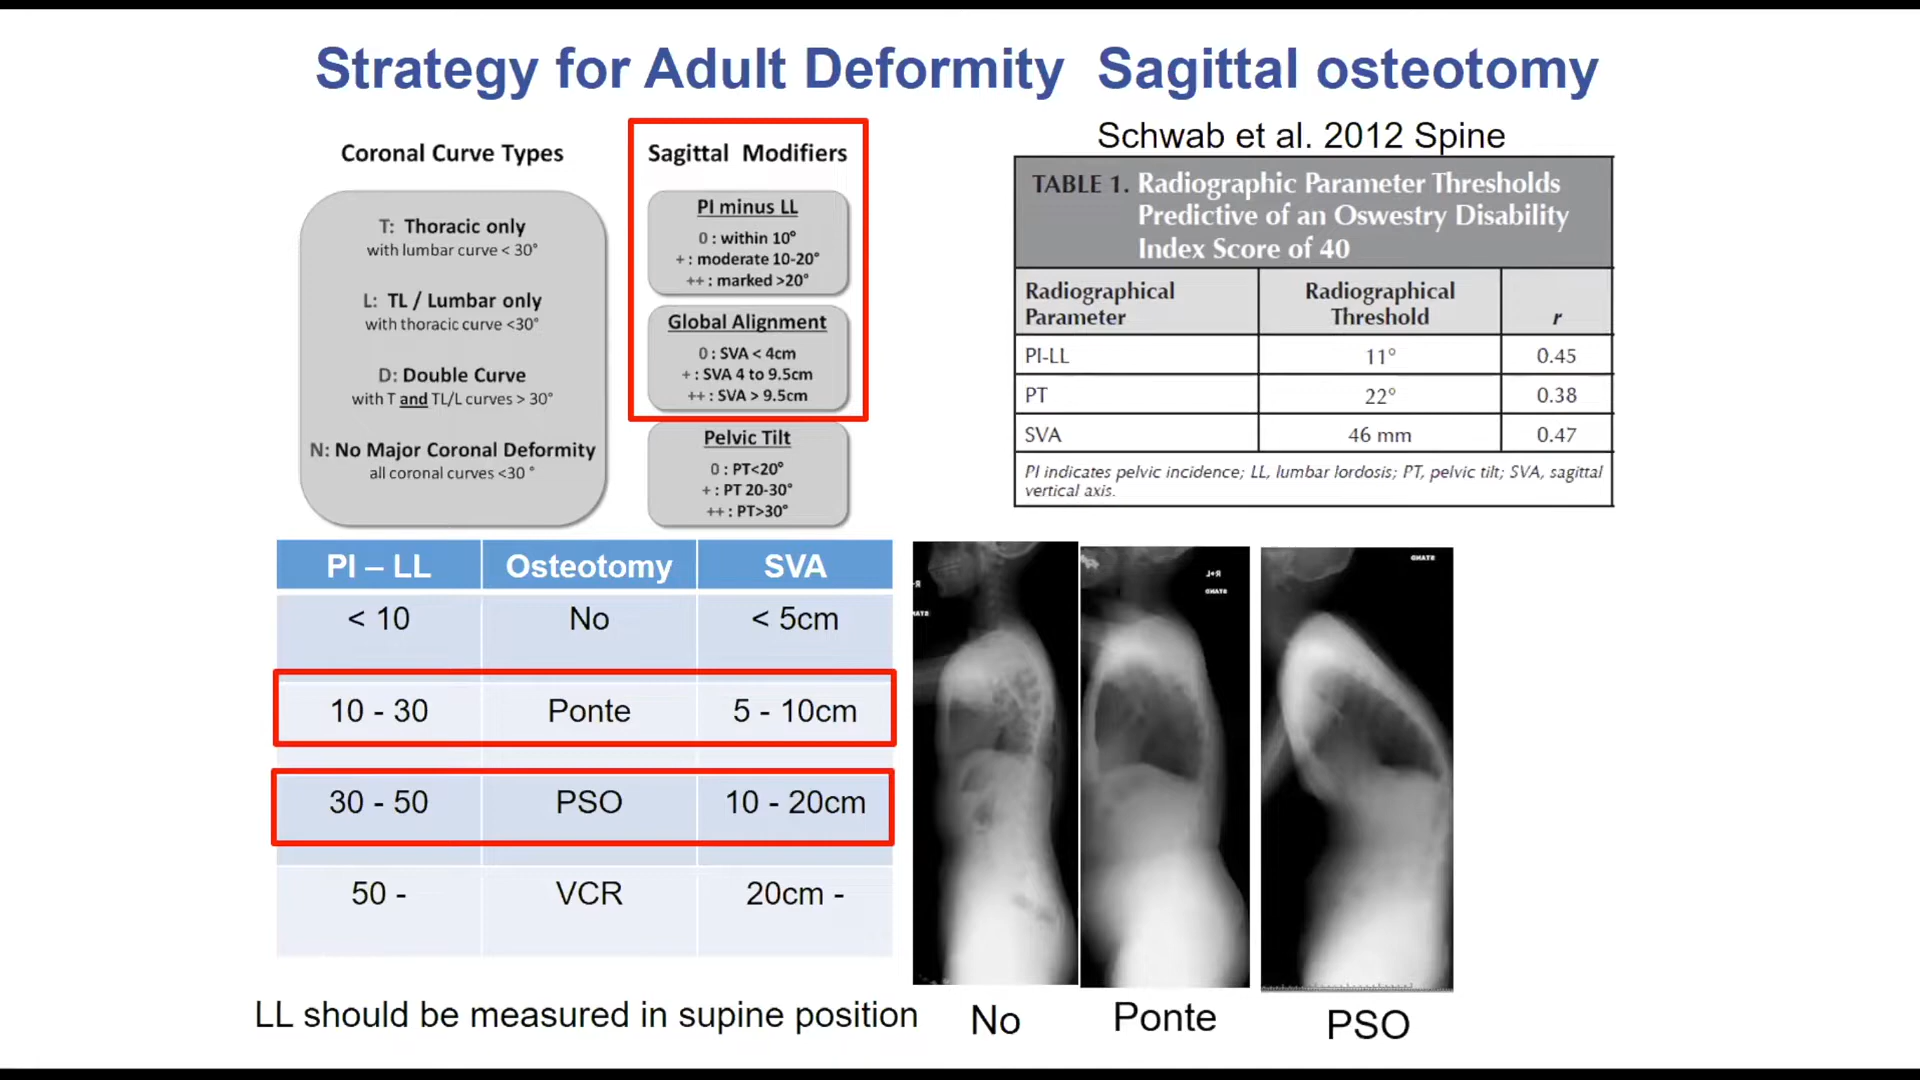 Strategy for Adult Deformity Sagittal osteotomy
Coronal Curve Types
T: Thoracic only
with lumbar curve < 30°
L: TL / Lumbar only
with thoracic curve <30°
D: Double Curve
with T and TL/L curves > 30°
N: No Major Coronal Deformity
all coronal curves <30 °
Sagittal Modifiers
PI minus LL
0 : within 10°
+ : moderate 10-20°
++ : marked >20°
Global Alignment
0 : SVA < 4cm
+ : SVA 4 to 9.5cm
++ : SVA > 9.5cm
Pelvic Tilt
0 : PT<20°
+ : PT 20-30°
++ : PT>30°
Schwab et al. 2012 Spine
TABLE 1. Radiographic Parameter Thresholds
Predictive of an Oswestry Disability
Index Score of 40
Radiographical Parameter Radiographical Threshold r
PI-LL 11° 0.45
PT 22° 0.38
SVA 46 mm 0.47
PI indicates pelvic incidence; LL, lumbar lordosis; PT, pelvic tilt; SVA, sagittal
vertical axis.
PI – LL Osteotomy SVA
< 10 No < 5cm
10 - 30 Ponte 5 - 10cm
30 - 50 PSO 10 - 20cm
50 - VCR 20cm -
LL should be measured in supine position
No
Ponte
PSO